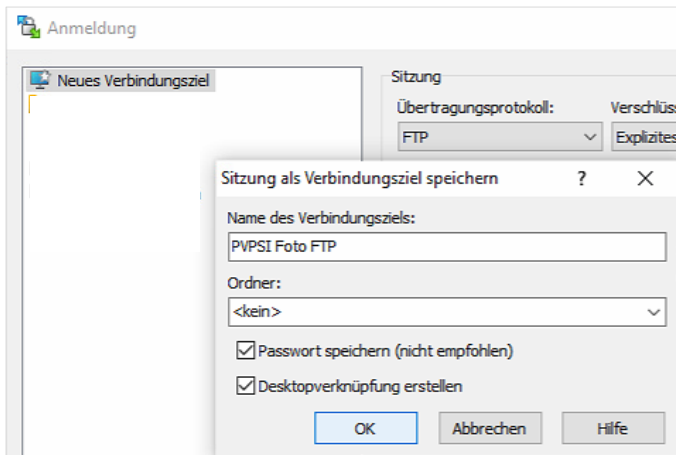 Anmeldung
Neues Verbindungsziel
Sitzung
Übertragungsprotokoll:
FTP
Explizites
Sitzung als Verbindungsziel speichern
?
Name des Verbindungsziels:
PVPSI Foto FTP
Ordner:
<kein>
Passwort speichern (nicht empfohlen)
Desktopverknüpfung erstellen
OK Abbrechen Hilfe